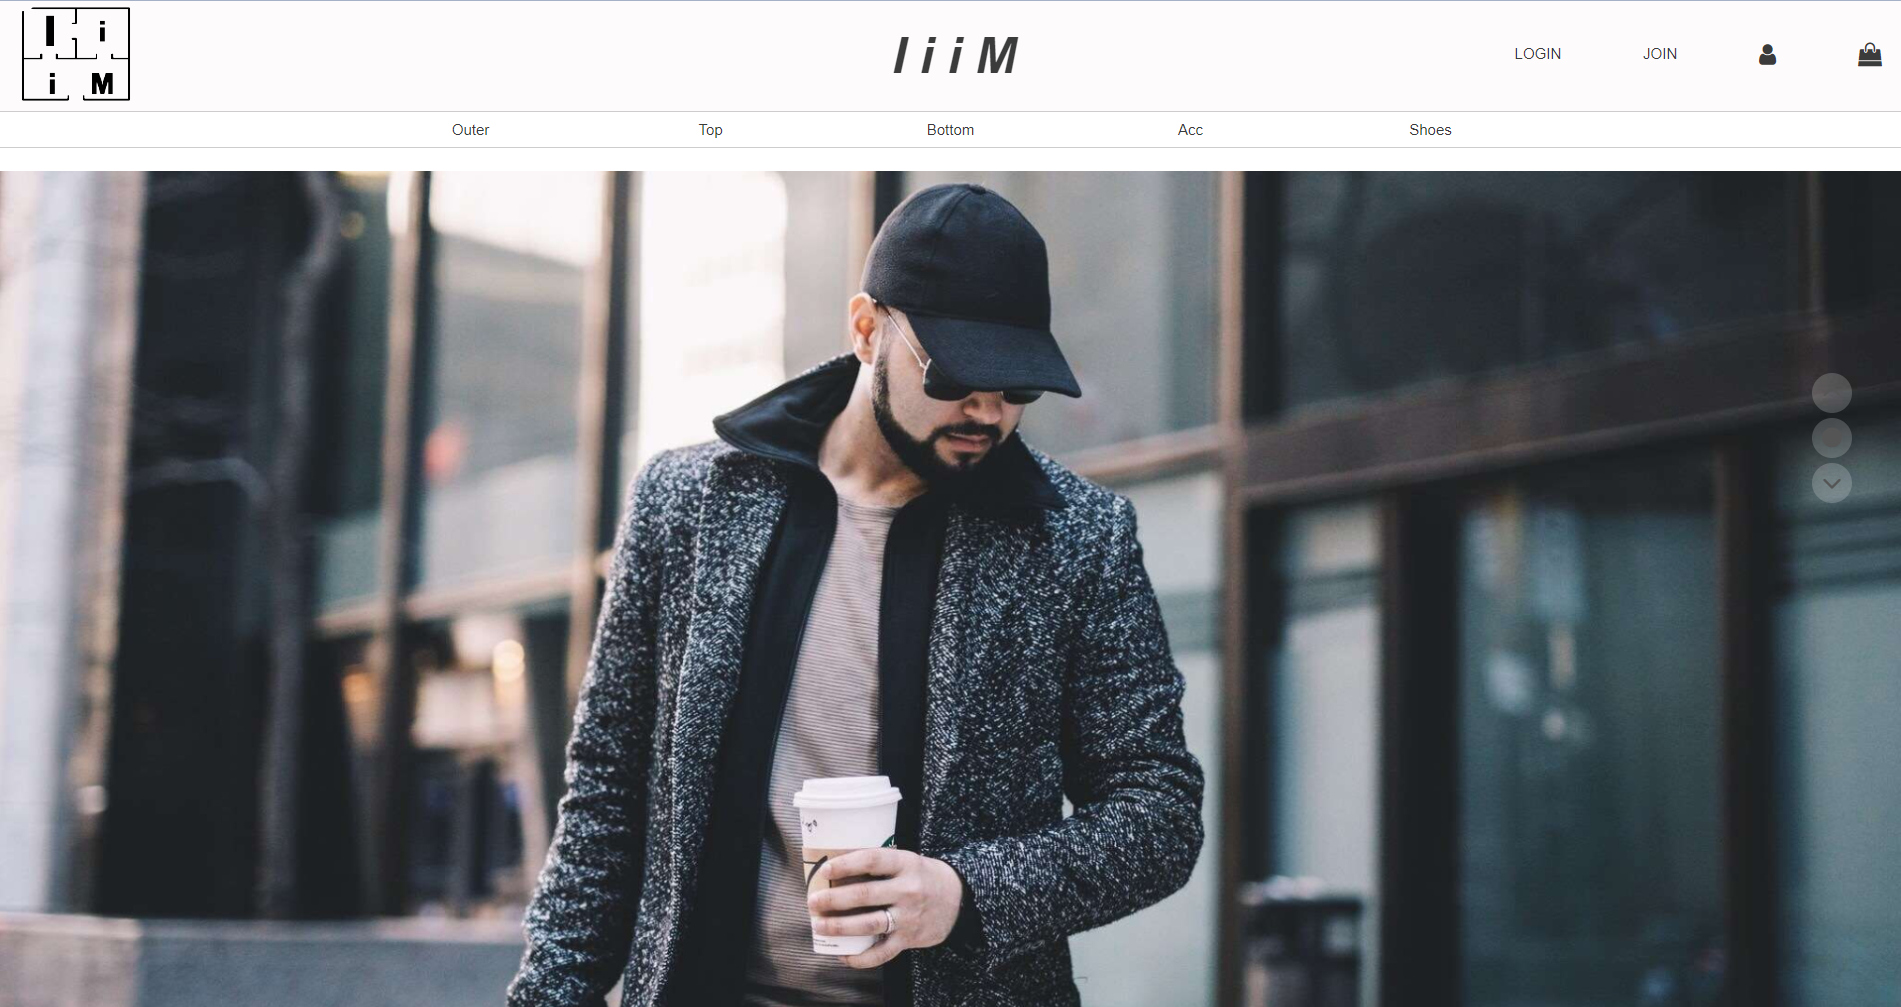 I i
i M
I i i M
LOGIN JOIN
Outer Top Bottom Acc Shoes